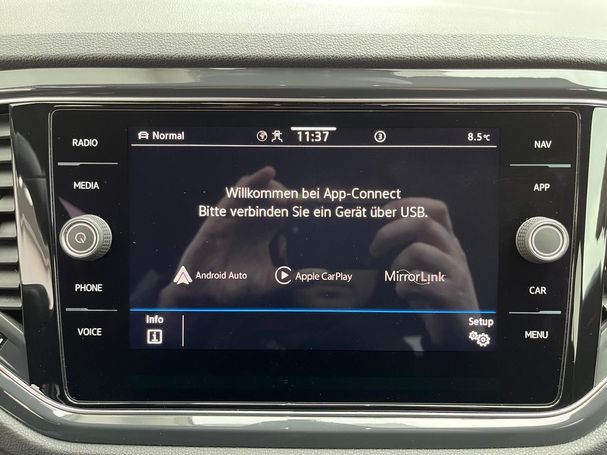 RADIO
MEDIA
PHONE
VOICE
Normal
11:37
3
8.5°C
Willkommen bei App-Connect
Bitte verbinden Sie ein Gerät über USB.
Android Auto
Apple CarPlay
MirrorLink
Info
Setup
NAV
APP
CAR
MENU